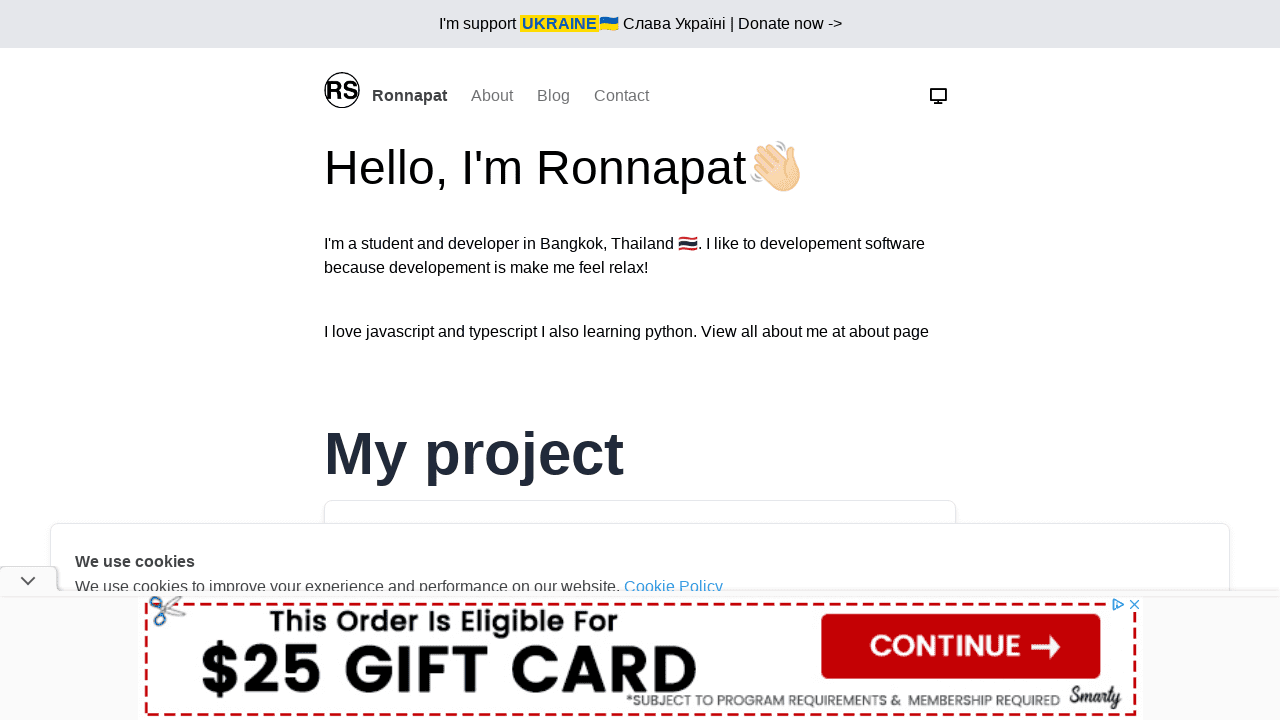 I'm support UKRAINE🇺🇦 Слава Україні | Donate now ->
RS Ronnapat About Blog Contact
Hello, I'm Ronnapat👋🏻
I'm a student and developer in Bangkok, Thailand 🇹🇭. I like to developement software
because developement is make me feel relax!
I love javascript and typescript I also learning python. View all about me at about page
My project
We use cookies
We use cookies to improve your experience and performance on our website. Cookie Policy
This Order Is Eligible For
$25 GIFT CARD
CONTINUE →
*SUBJECT TO PROGRAM REQUIREMENTS & MEMBERSHIP REQUIRED
Smarty